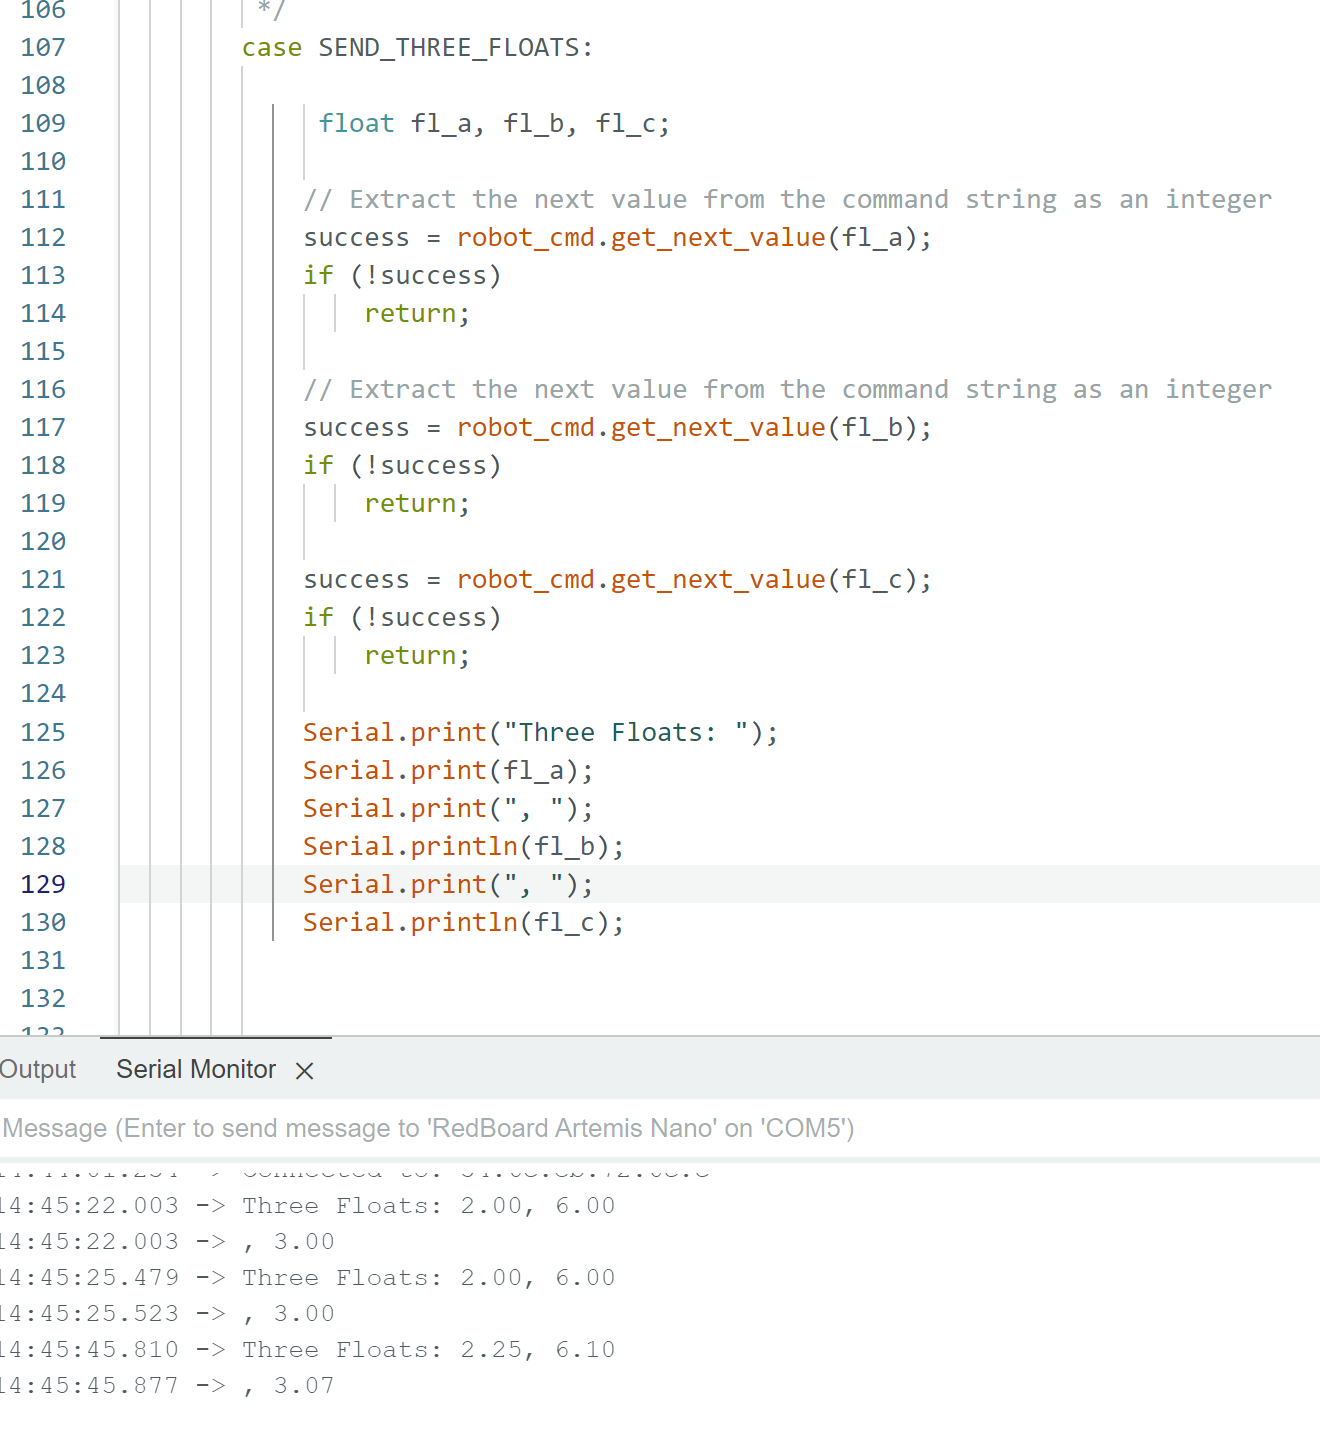 106 */
107 case SEND_THREE_FLOATS:
108
109 float fl_a, fl_b, fl_c;
110
111 // Extract the next value from the command string as an integer
112 success = robot_cmd.get_next_value(fl_a);
113 if (!success)
114 return;
115
116 // Extract the next value from the command string as an integer
117 success = robot_cmd.get_next_value(fl_b);
118 if (!success)
119 return;
120
121 success = robot_cmd.get_next_value(fl_c);
122 if (!success)
123 return;
124
125 Serial.print("Three Floats: ");
126 Serial.print(fl_a);
127 Serial.print(", ");
128 Serial.println(fl_b);
129 Serial.print(", ");
130 Serial.println(fl_c);
131
132
Output Serial Monitor ×
Message (Enter to send message to 'RedBoard Artemis Nano' on 'COM5')
14:45:22.003 -> Three Floats: 2.00, 6.00
14:45:22.003 -> , 3.00
14:45:25.479 -> Three Floats: 2.00, 6.00
14:45:25.523 -> , 3.00
14:45:45.810 -> Three Floats: 2.25, 6.10
14:45:45.877 -> , 3.07